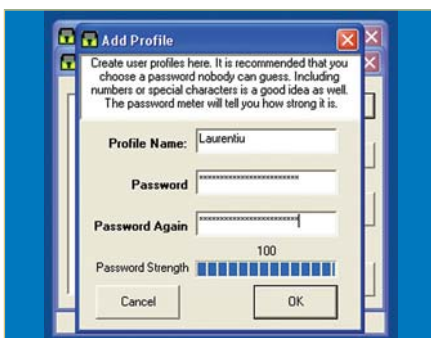 Add Profile
Create user profiles here. It is recommended that you
choose a password nobody can guess. Including
numbers or special characters is a good idea as well.
The password meter will tell you how strong it is.
Profile Name: Laurentiu
Password
Password Again
100
Password Strength
Cancel OK